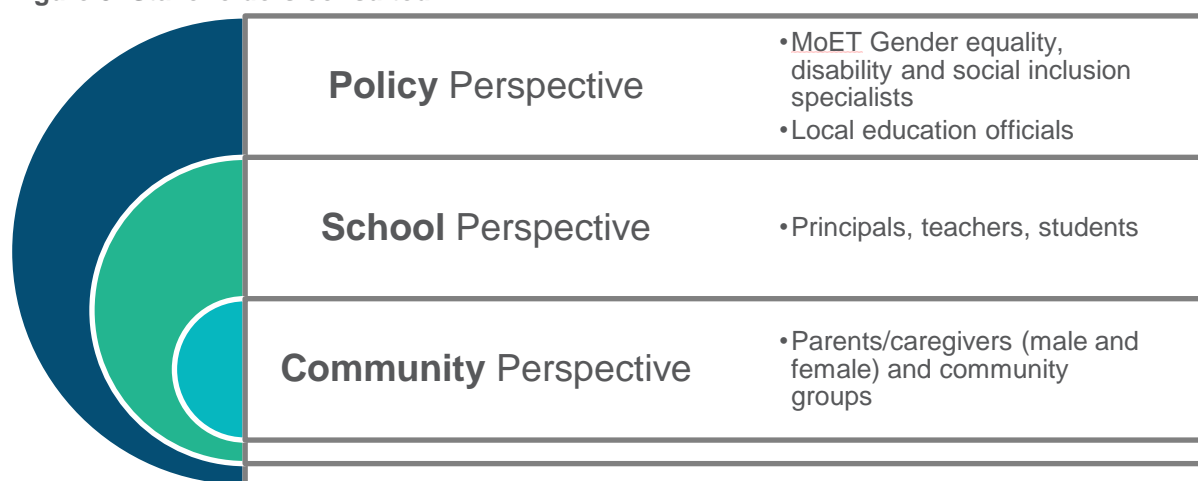 Policy Perspective
•MoET Gender equality,
disability and social inclusion
specialists
•Local education officials
School Perspective
•Principals, teachers, students
Community Perspective
•Parents/caregivers (male and
female) and community
groups